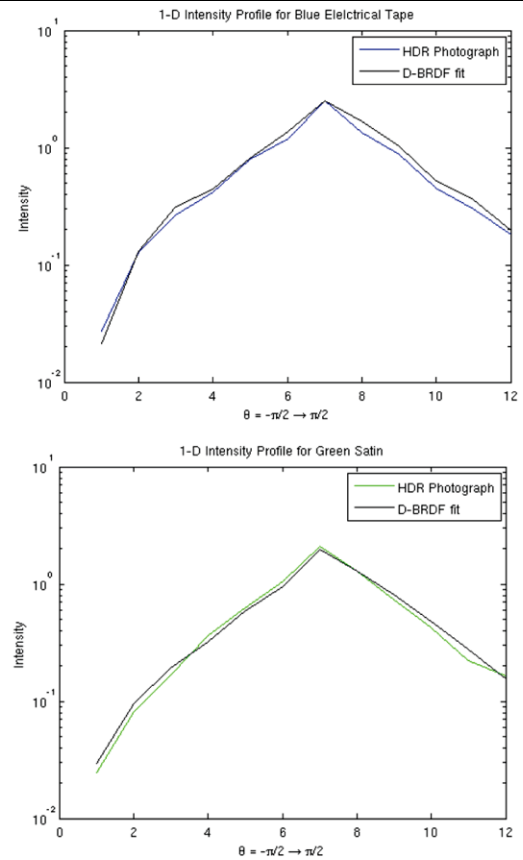 1-D Intensity Profile for Blue Elelctrical Tape
10^1
HDR Photograph
D-BRDF fit
10^0
Intensity
10^-1
10^-2
0 2 4 6 8 10 12
θ = -π/2 → π/2
1-D Intensity Profile for Green Satin
10^1
HDR Photograph
D-BRDF fit
10^0
Intensity
10^-1
10^-2
0 2 4 6 8 10 12
θ = -π/2 → π/2